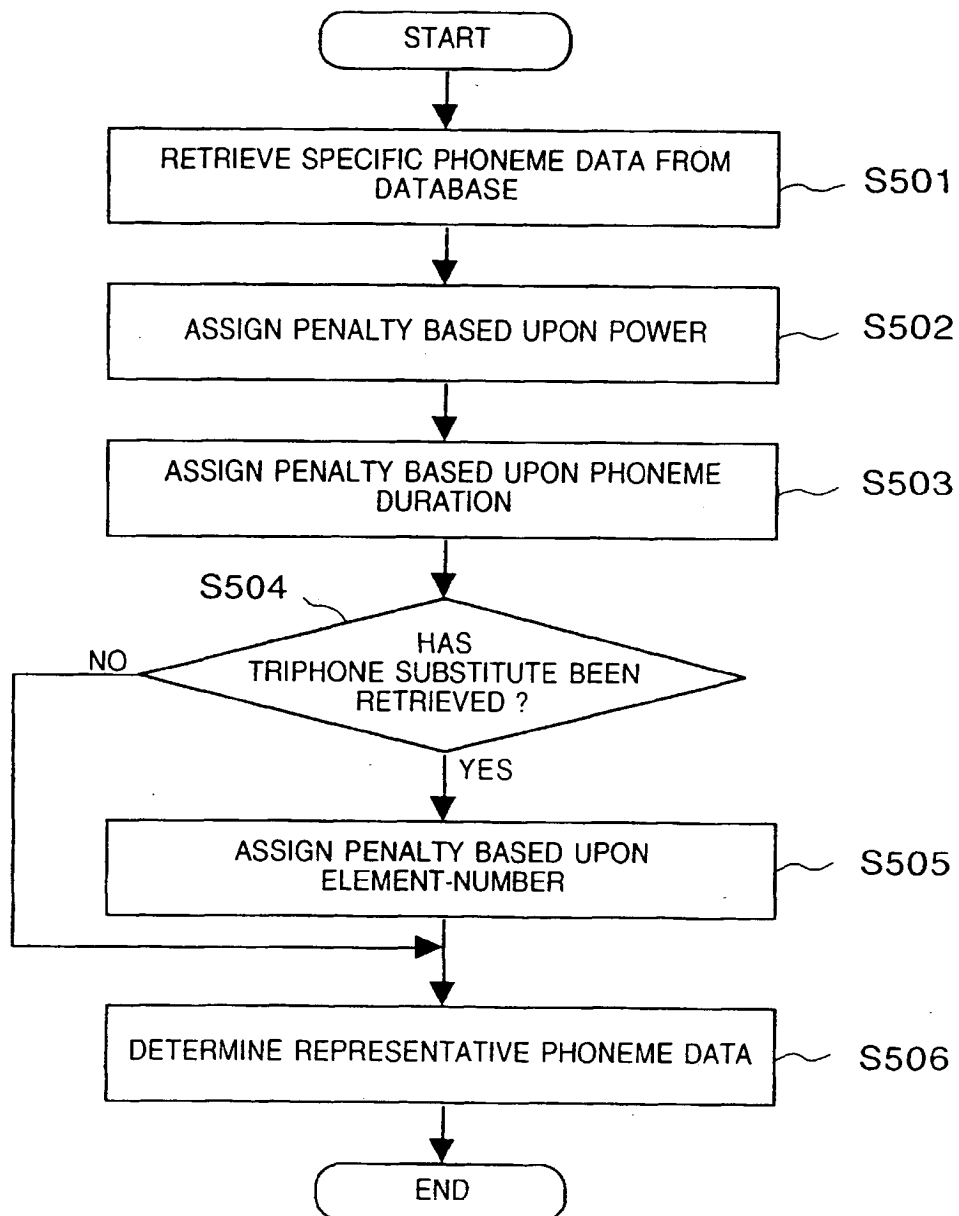 START
RETRIEVE SPECIFIC PHONEME DATA FROM
DATABASE
S501
ASSIGN PENALTY BASED UPON POWER
S502
ASSIGN PENALTY BASED UPON PHONEME
DURATION
S503
S504
HAS
TRIPHONE SUBSTITUTE BEEN
RETRIEVED ?
NO
YES
ASSIGN PENALTY BASED UPON
ELEMENT-NUMBER
S505
DETERMINE REPRESENTATIVE PHONEME DATA
S506
END